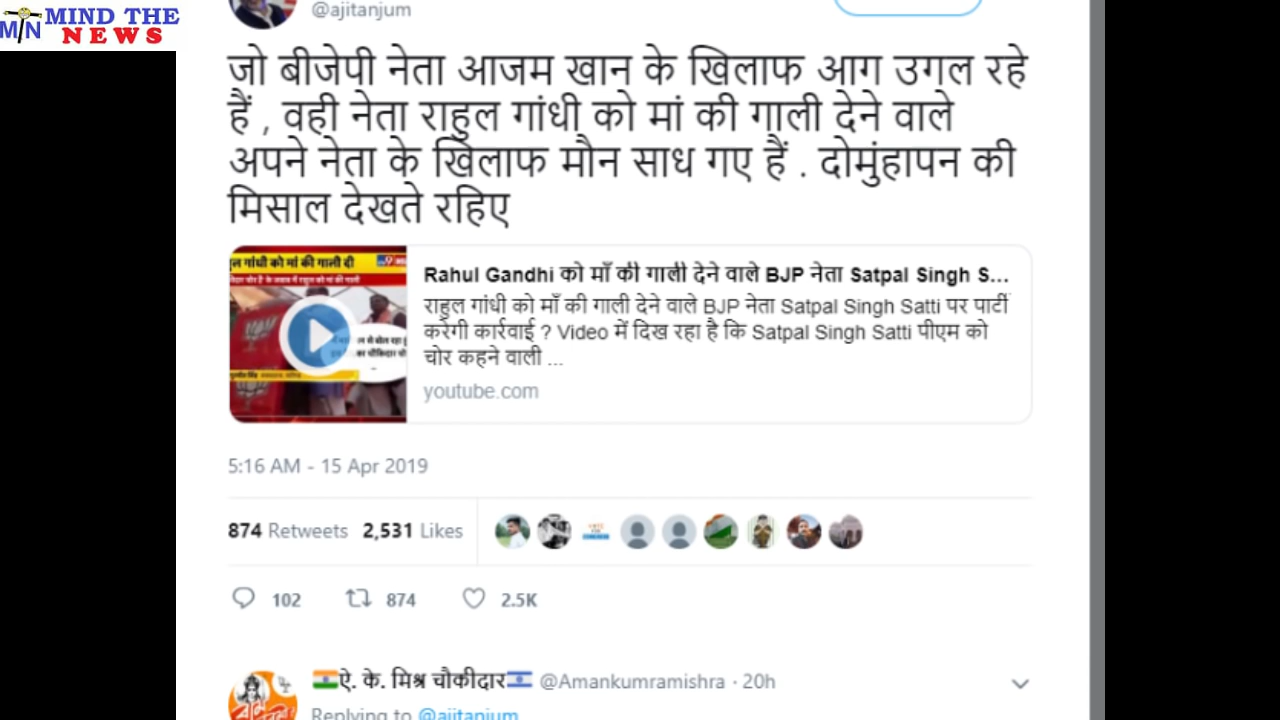 MIND THE
MN NEWS
@ajitanjum
जो बीजेपी नेता आजम खान के खिलाफ आग उगल रहे
हैं , वही नेता राहुल गांधी को मां की गाली देने वाले
अपने नेता के खिलाफ मौन साध गए हैं . दोमुंहापन की
मिसाल देखते रहिए
ल गांधी को मां की गाली दी
Rahul Gandhi को माँ की गाली देने वाले BJP नेता Satpal Singh S...
राहुल गांधी को माँ की गाली देने वाले BJP नेता Satpal Singh Satti पर पार्टी
करेगी कार्रवाई ? Video में दिख रहा है कि Satpal Singh Satti पीएम को
चोर कहने वाली ...
youtube.com
5:16 AM - 15 Apr 2019
874 Retweets 2,531 Likes
102 874 2.5K
ऐ. के. मिश्र चौकीदार @Amankumramishra · 20h
Replying to @ajitanjum